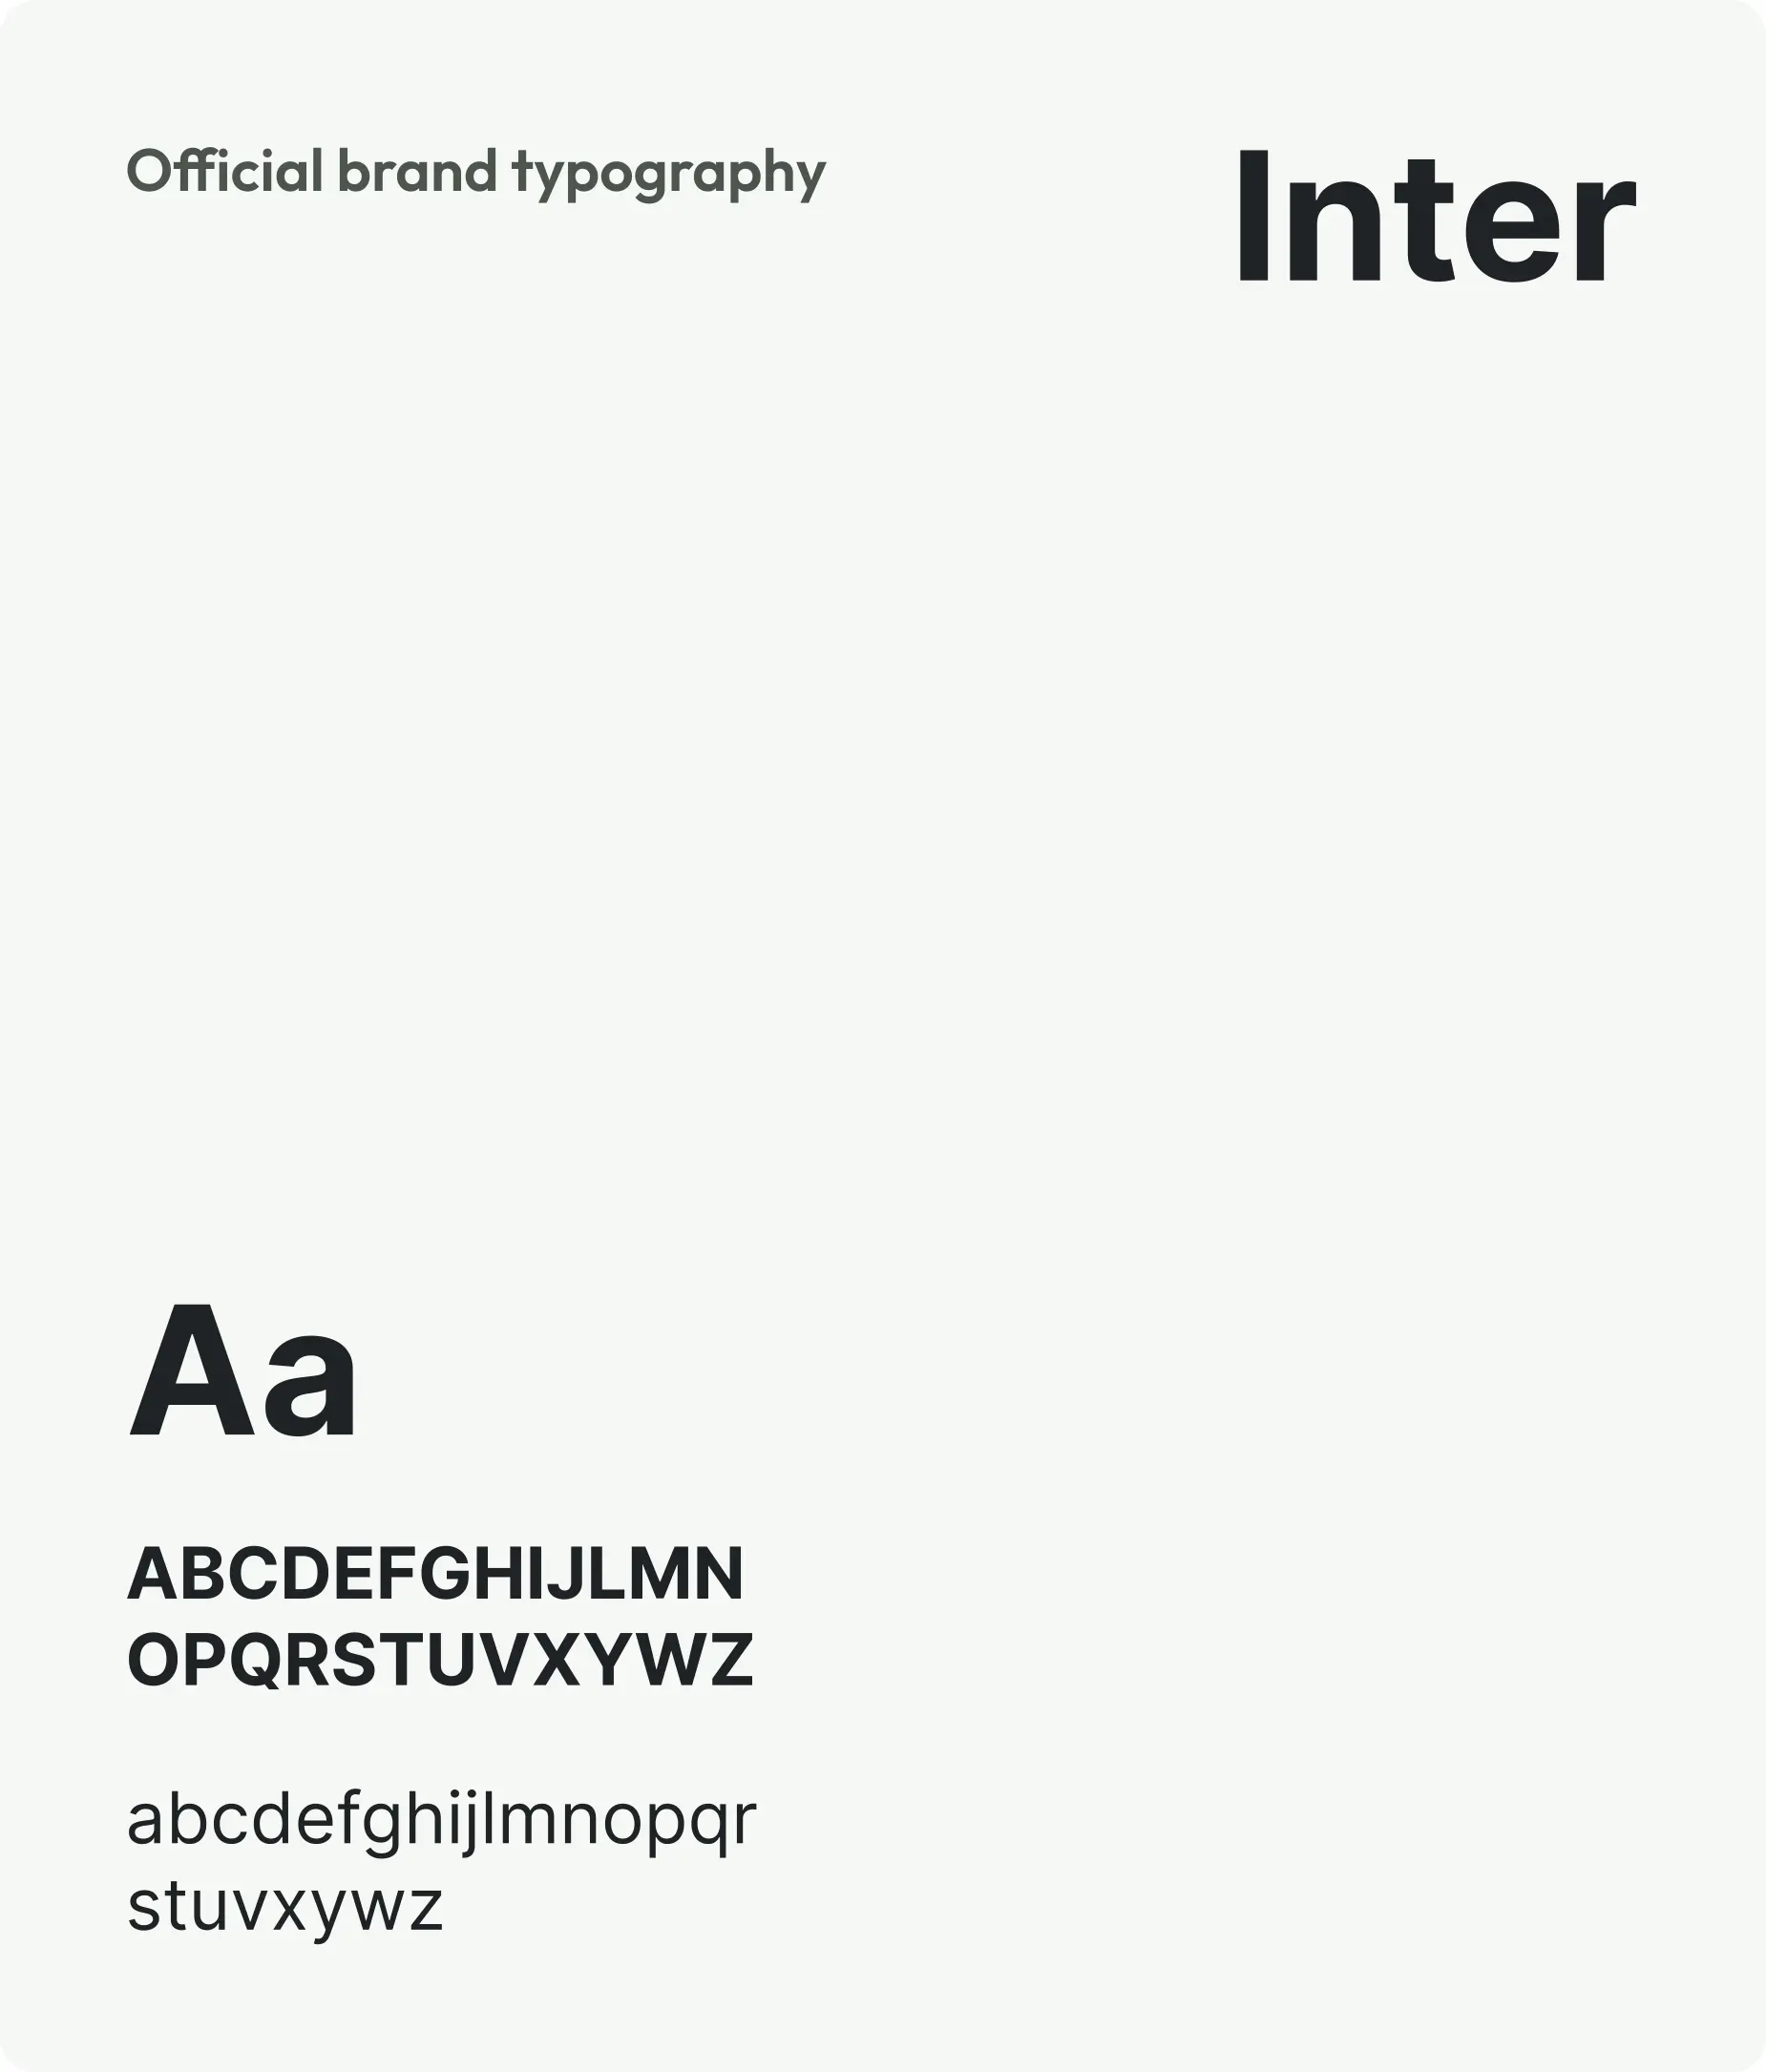 Official brand typography
Inter
Aa
ABCDEFGHIJLMN
OPQRSTUVXYWZ
abcdefghijlmnopqr
stuvxywz